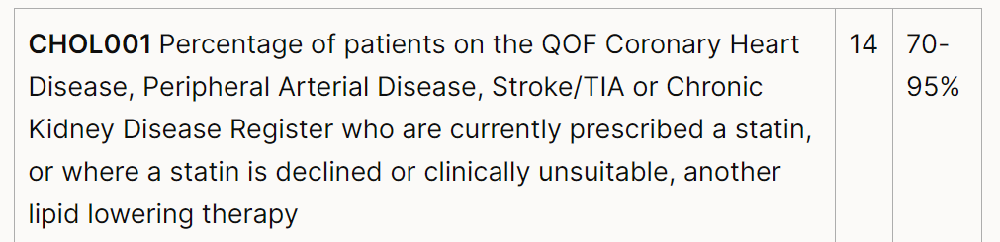 CHOL001 Percentage of patients on the QOF Coronary Heart
Disease, Peripheral Arterial Disease, Stroke/TIA or Chronic
Kidney Disease Register who are currently prescribed a statin,
or where a statin is declined or clinically unsuitable, another
lipid lowering therapy
14
70-
95%